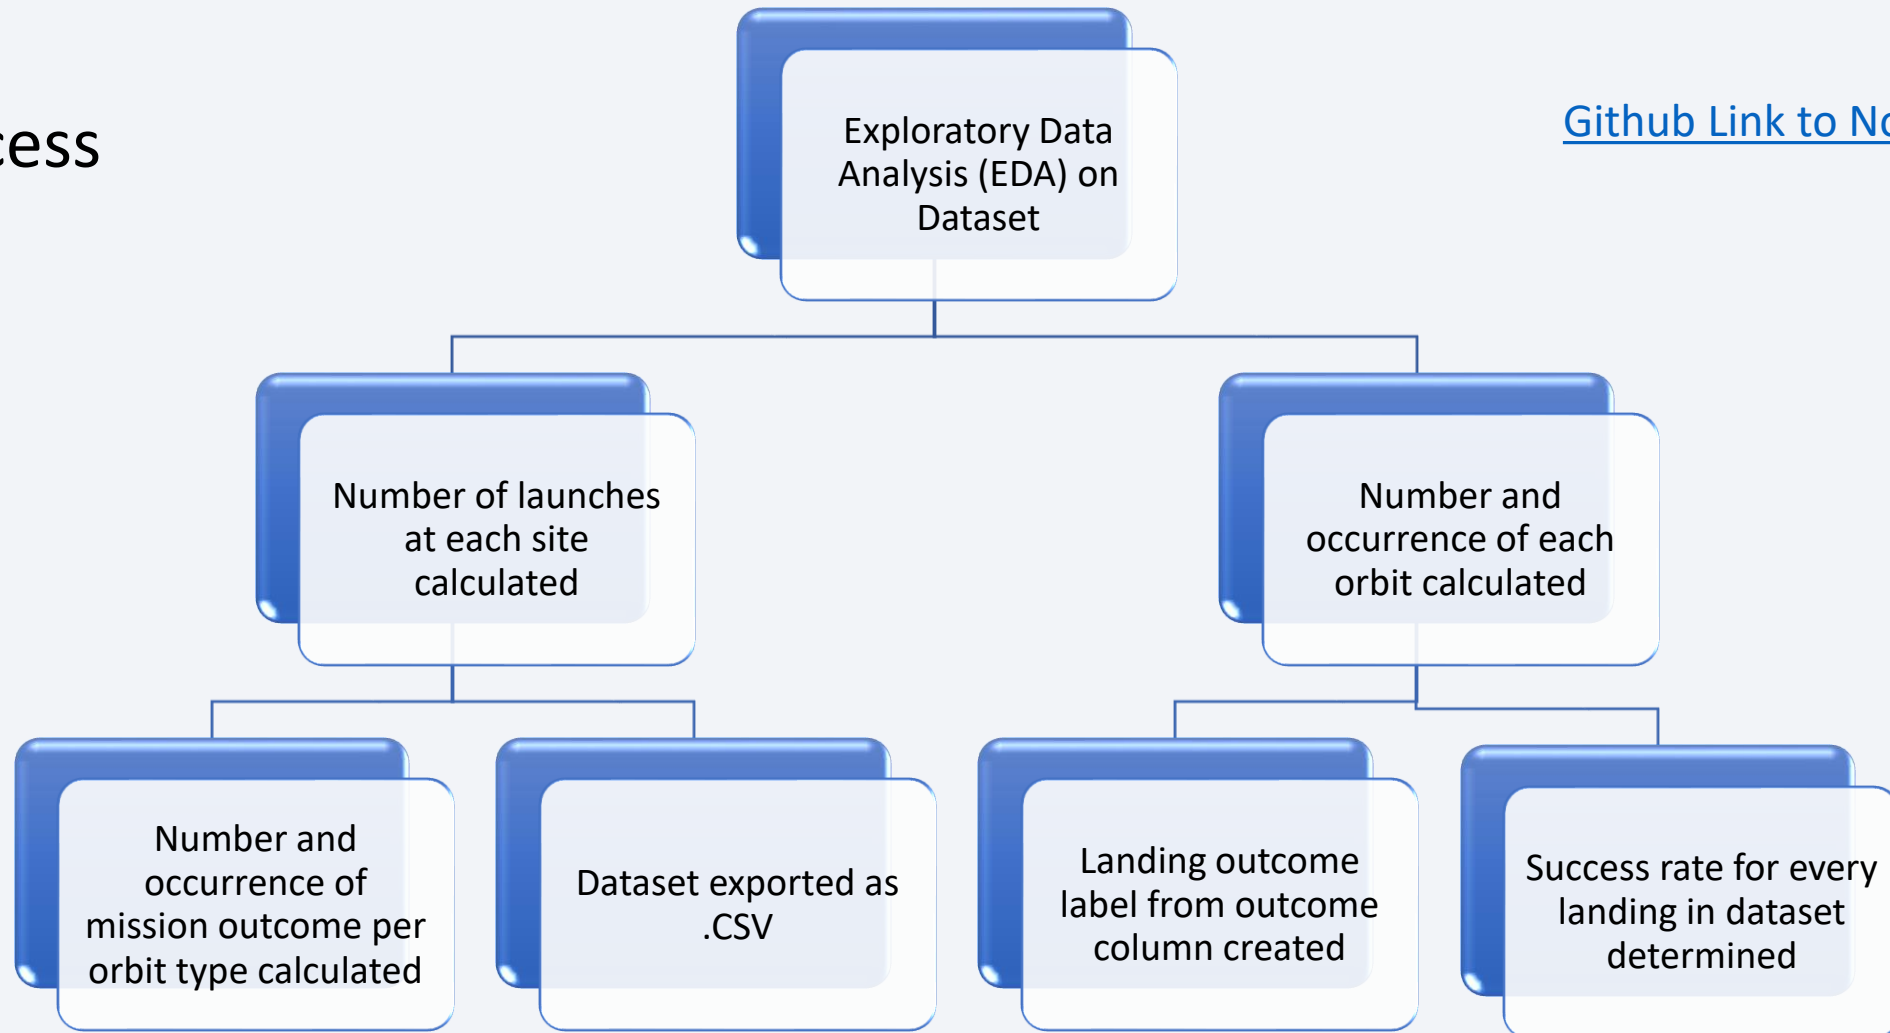 cess
Github Link to No
Exploratory Data
Analysis (EDA) on
Dataset
Number of launches
at each site
calculated
Number and
occurrence of each
orbit calculated
Number and
occurrence of
mission outcome per
orbit type calculated
Dataset exported as
.CSV
Landing outcome
label from outcome
column created
Success rate for every
landing in dataset
determined